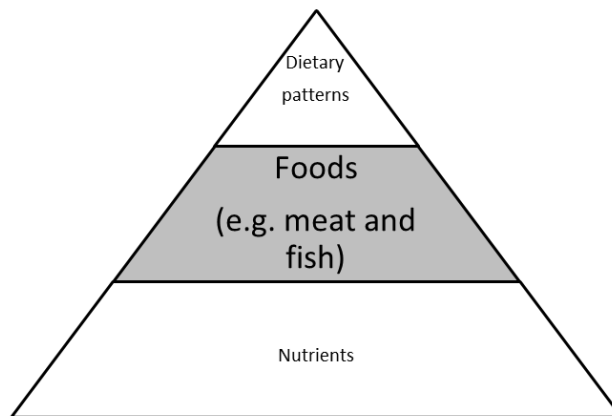 Dietary
patterns
Foods
(e.g. meat and
fish)
Nutrients